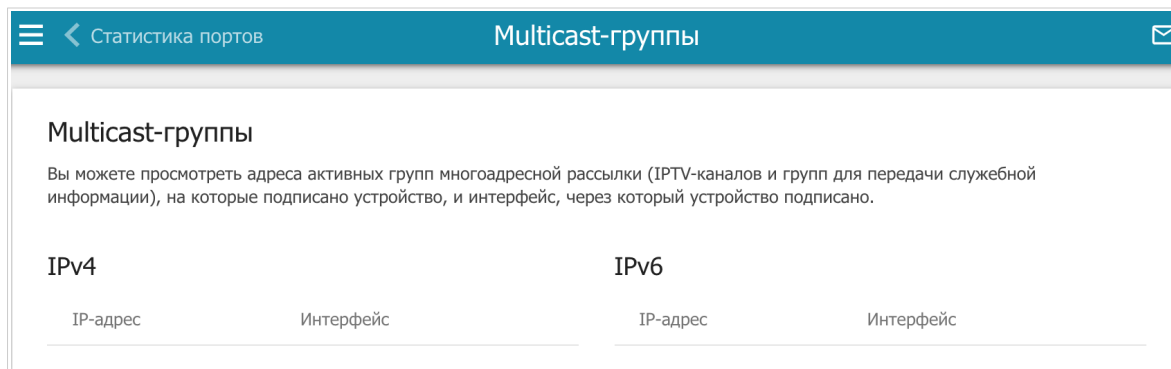 Статистика портов
Multicast-группы
Multicast-группы
Вы можете просмотреть адреса активных групп многоадресной рассылки (IPTV-каналов и групп для передачи служебной
информации), на которые подписано устройство, и интерфейс, через который устройство подписано.
IPv4
IPv6
IP-адрес
Интерфейс
IP-адрес
Интерфейс